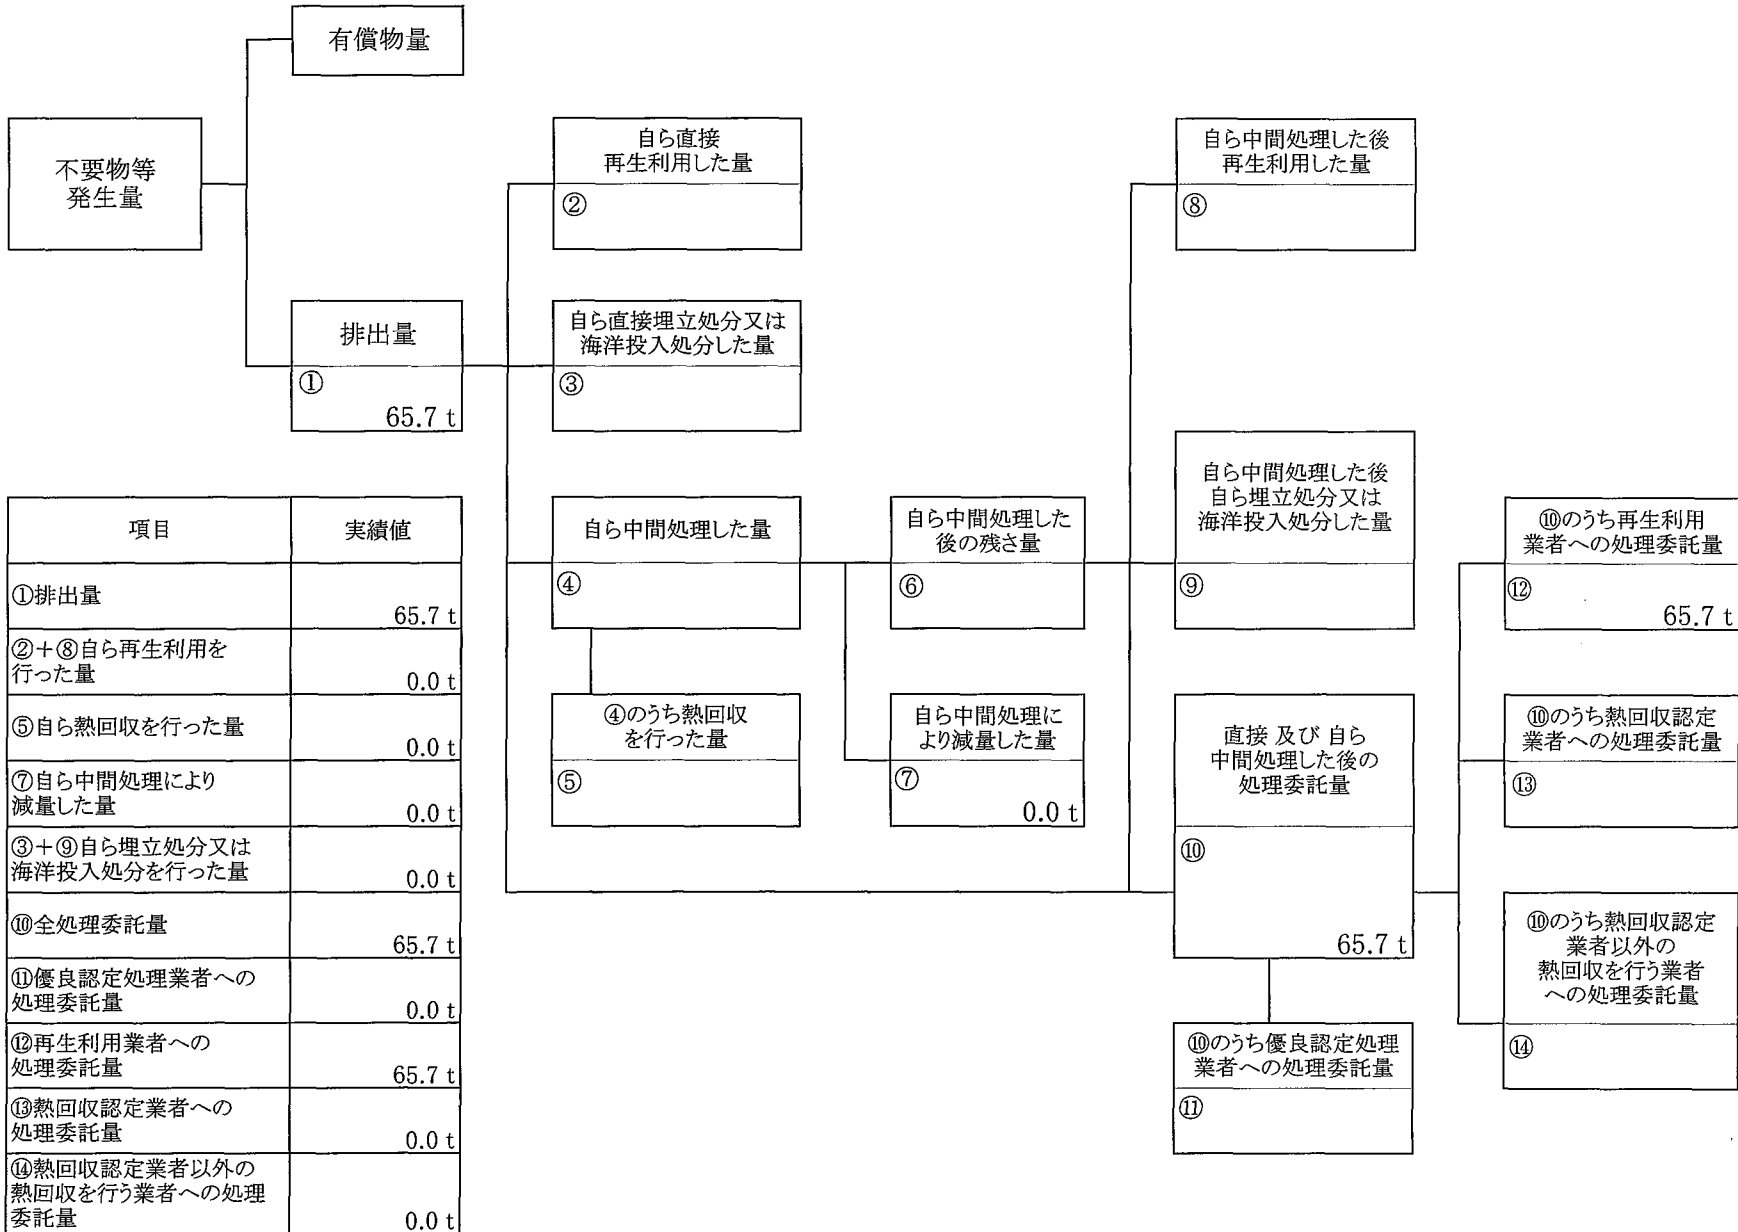 有償物量
不要物等
発生量
自ら直接
再生利用した量
②
自ら中間処理した後
再生利用した量
⑧
排出量
①
65.7 t
自ら直接埋立処分又は
海洋投入処分した量
③
自ら中間処理した量
④
自ら中間処理した
後の残さ量
⑥
自ら中間処理した後
自ら埋立処分又は
海洋投入処分した量
⑨
⑩のうち再生利用
業者への処理委託量
⑫
65.7 t
④のうち熱回収
を行った量
⑤
自ら中間処理に
より減量した量
⑦
0.0 t
直接 及び 自ら
中間処理した後の
処理委託量
⑩
65.7 t
⑩のうち熱回収認定
業者への処理委託量
⑬
⑩のうち熱回収認定
業者以外の
熱回収を行う業者
への処理委託量
⑭
⑩のうち優良認定処理
業者への処理委託量
⑪
項目 実績値
①排出量
65.7 t
②+⑧自ら再生利用を
行った量
0.0 t
⑤自ら熱回収を行った量
0.0 t
⑦自ら中間処理により
減量した量
0.0 t
③+⑨自ら埋立処分又は
海洋投入処分を行った量
0.0 t
⑩全処理委託量
65.7 t
⑪優良認定処理業者への
処理委託量
0.0 t
⑫再生利用業者への
処理委託量
65.7 t
⑬熱回収認定業者への
処理委託量
0.0 t
⑭熱回収認定業者以外の
熱回収を行う業者への処理
委託量
0.0 t